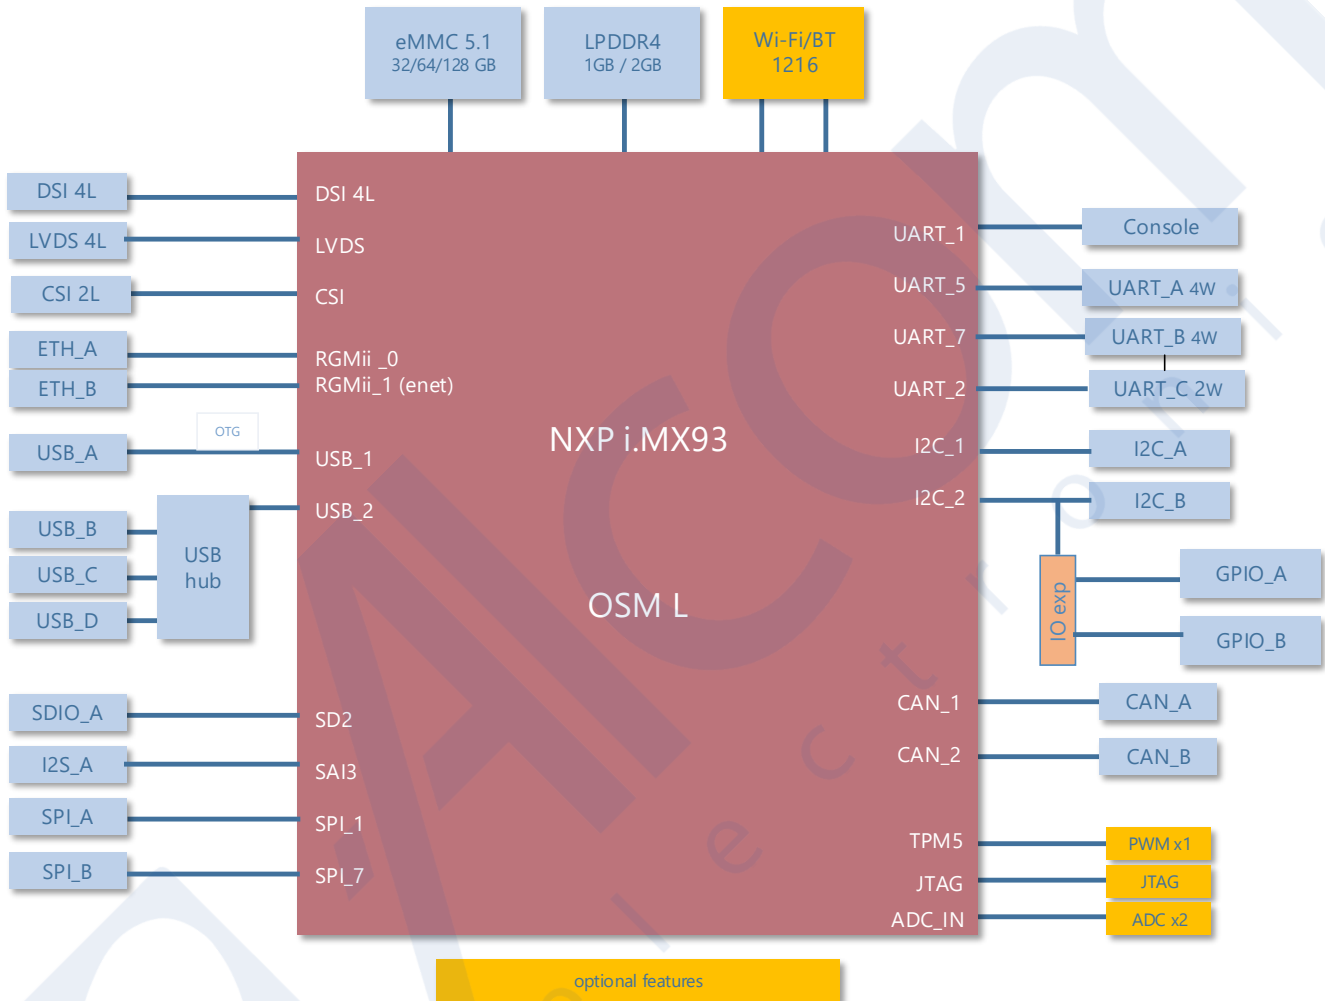 eMMC 5.1
32/64/128 GB
LPDDR4
1GB / 2GB
Wi-Fi/BT
1216
DSI 4L
LVDS 4L
CSI 2L
ETH_A
ETH_B
OTG
USB_A
USB_B
USB_C
USB_D
USB
hub
SDIO_A
I2S_A
SPI_A
SPI_B
DSI 4L
LVDS
CSI
RGMii _0
RGMii_1 (enet)
USB_1
USB_2
SD2
SAI3
SPI_1
SPI_7
NXP i.MX93
OSM L
UART_1
UART_5
UART_7
UART_2
I2C_1
I2C_2
CAN_1
CAN_2
TPM5
JTAG
ADC_IN
Console
UART_A 4W
UART_B 4W
UART_C 2W
I2C_A
I2C_B
IO exp
GPIO_A
GPIO_B
CAN_A
CAN_B
PWM x1
JTAG
ADC x2
optional features